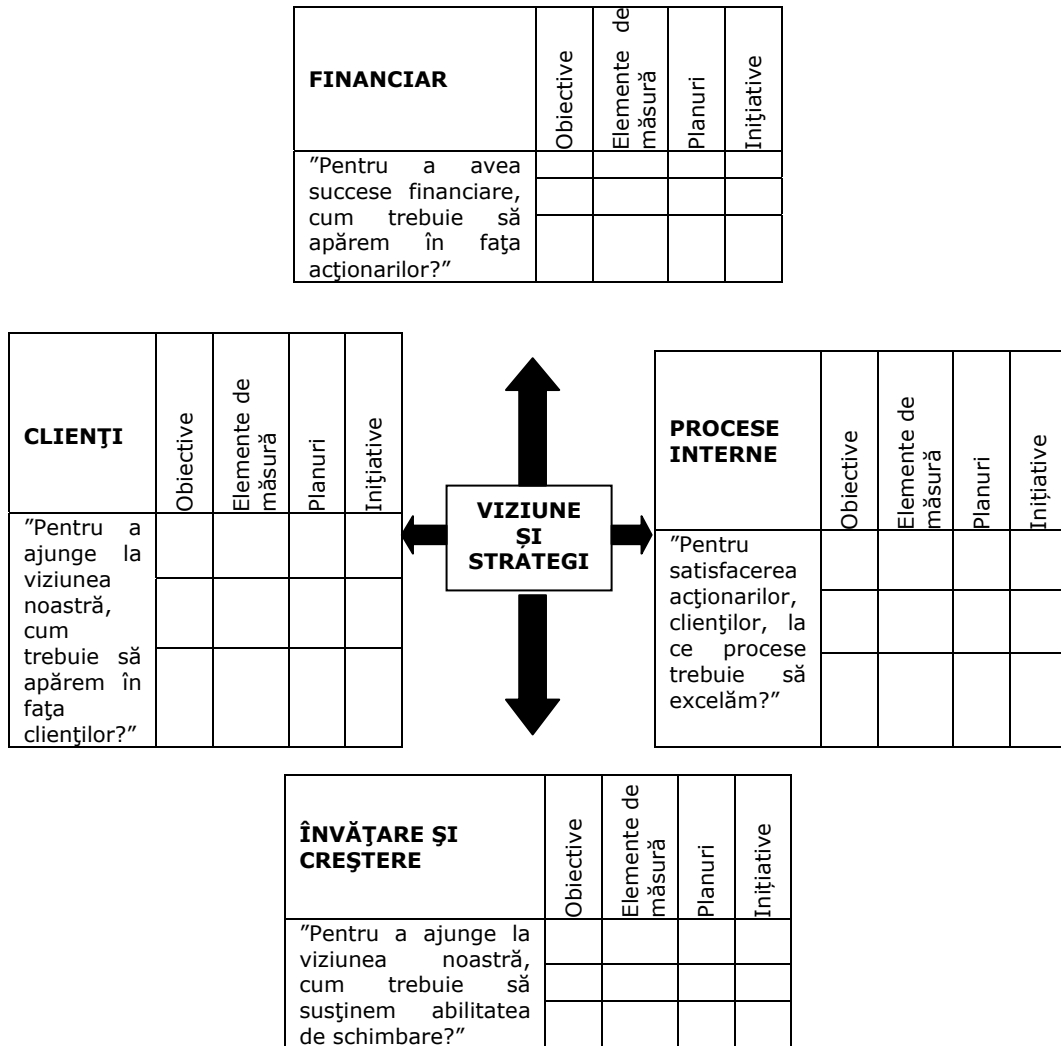 FINANCIAR
Obiective
Elemente de
măsură
Planuri
Iniţiative
”Pentru a avea
succese financiare,
cum trebuie să
apărem în faţa
acţionarilor?”
CLIENŢI
Obiective
Elemente de
măsură
Planuri
Iniţiative
”Pentru a
ajunge la
viziunea
noastră,
cum
trebuie să
apărem în
faţa
clienţilor?”
VIZIUNE
ȘI
STRATEGI
PROCESE
INTERNE
Obiective
Elemente de
măsură
Planuri
Iniţiative
”Pentru
satisfacerea
acţionarilor,
clienţilor, la
ce procese
trebuie să
excelăm?”
ÎNVĂŢARE ŞI
CREŞTERE
Obiective
Elemente de
măsură
Planuri
Iniţiative
”Pentru a ajunge la
viziunea noastră,
cum trebuie să
susţinem abilitatea
de schimbare?”